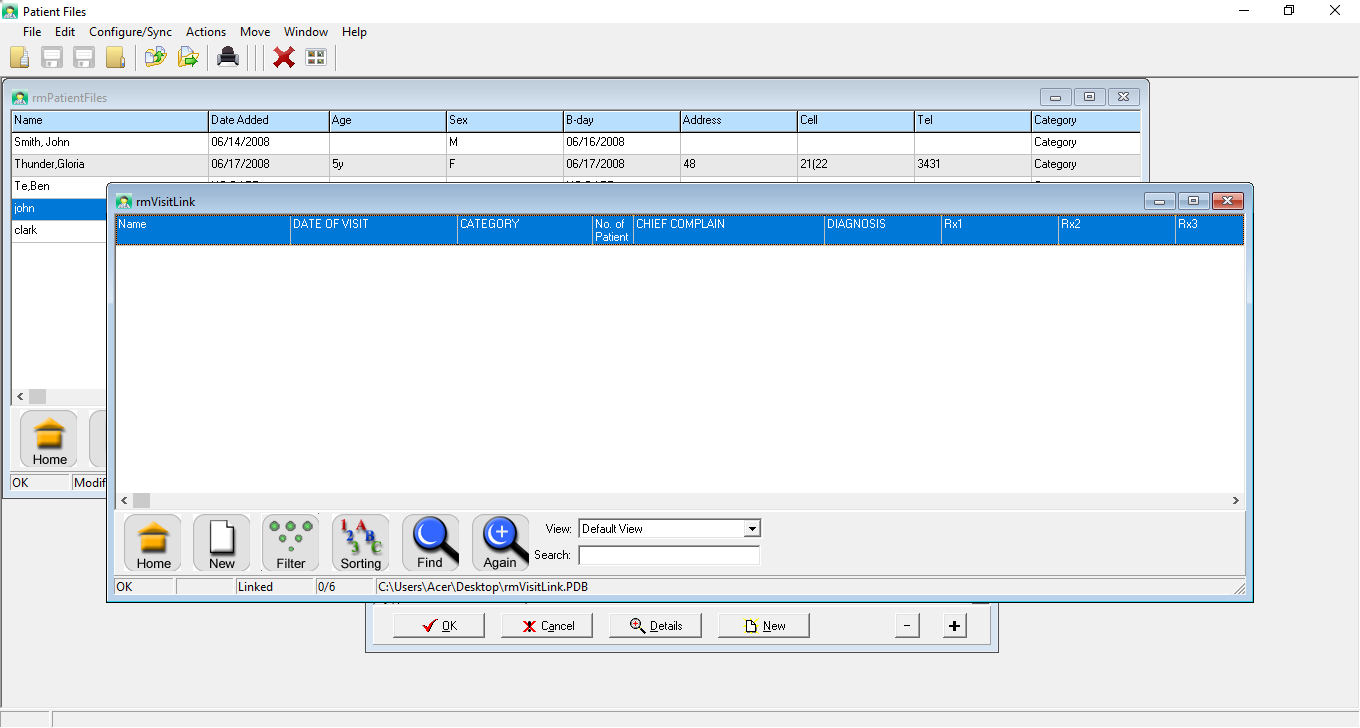 Patient Files
File Edit Configure/Sync Actions Move Window Help
rmPatientFiles
Name Date Added Age Sex B-day Address Cell Tel Category
Smith, John 06/14/2008 M 06/16/2008 Category
Thunder,Gloria 06/17/2008 5y F 06/17/2008 48 21(22 3431 Category
Te,Ben
john
clark
Home
OK Modif
rmVisitLink
Name DATE OF VISIT CATEGORY No. of Patient CHIEF COMPLAIN DIAGNOSIS Rx1 Rx2 Rx3
View: Default View
Search:
Home New Filter Sorting Find Again
OK Linked 0/6 C:\Users\Acer\Desktop\rmVisitLink.PDB
OK Cancel Details New - +